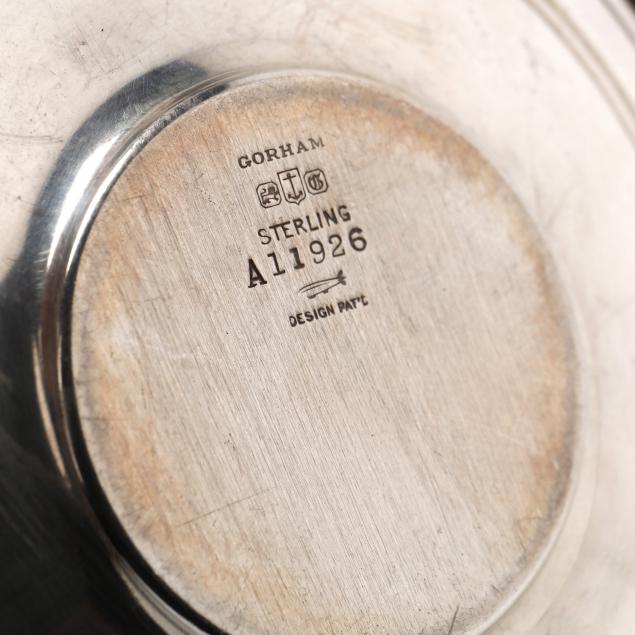 GORHAM
G
STERLING
A11926
DESIGN PAT'D